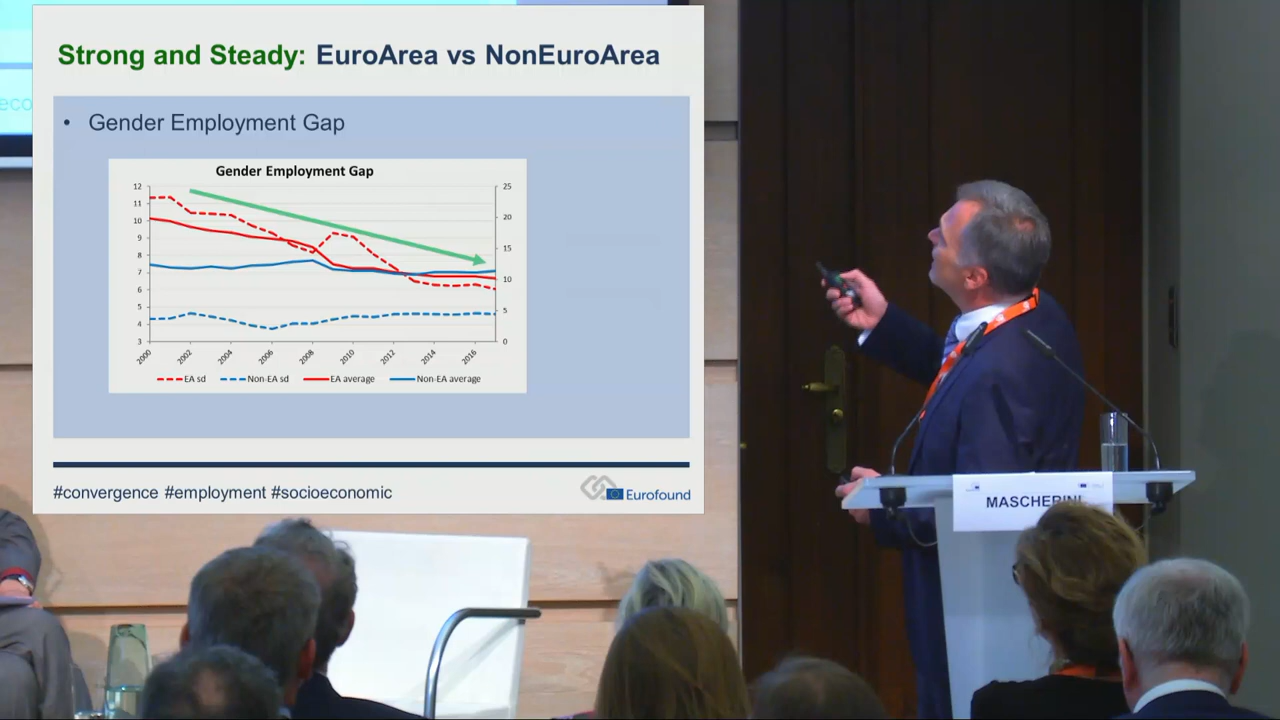 Strong and Steady: EuroArea vs NonEuroArea
• Gender Employment Gap
Gender Employment Gap
12
11
10
9
8
7
6
5
4
3
25
20
15
10
5
0
2000
2002
2004
2006
2008
2010
2012
2014
2016
EA sd
Non-EA sd
EA average
Non-EA average
#convergence #employment #socioeconomic
Eurofound
eco
MASCHERINI